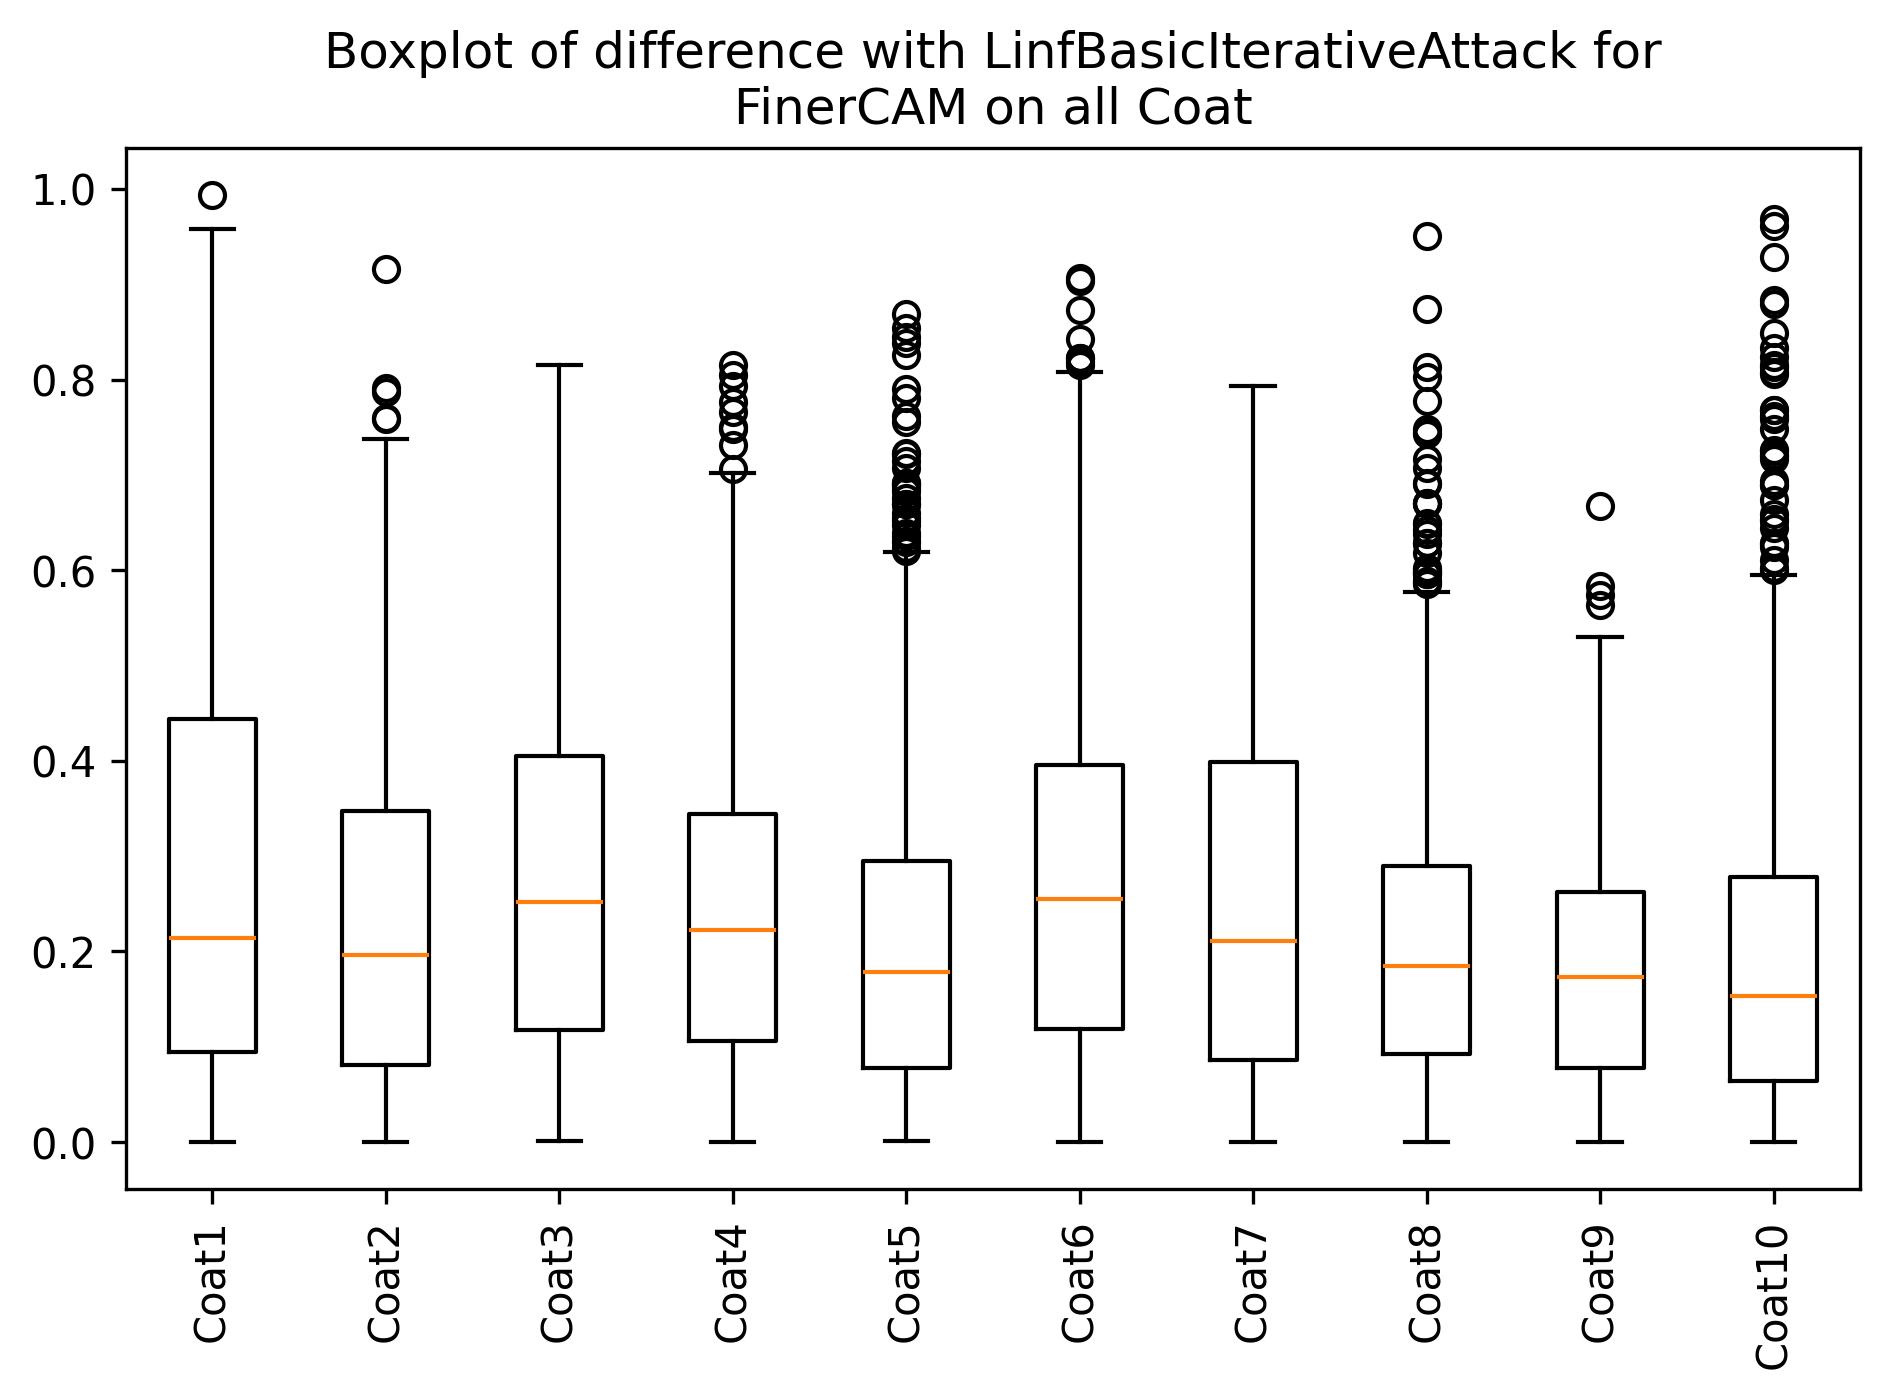 Boxplot of difference with LinfBasicIterativeAttack for
FinerCAM on all Coat
1.0
0.8
0.6
0.4
0.2
0.0
Coat1
Coat2
Coat3
Coat4
Coat5
Coat6
Coat7
Coat8
Coat9
Coat10